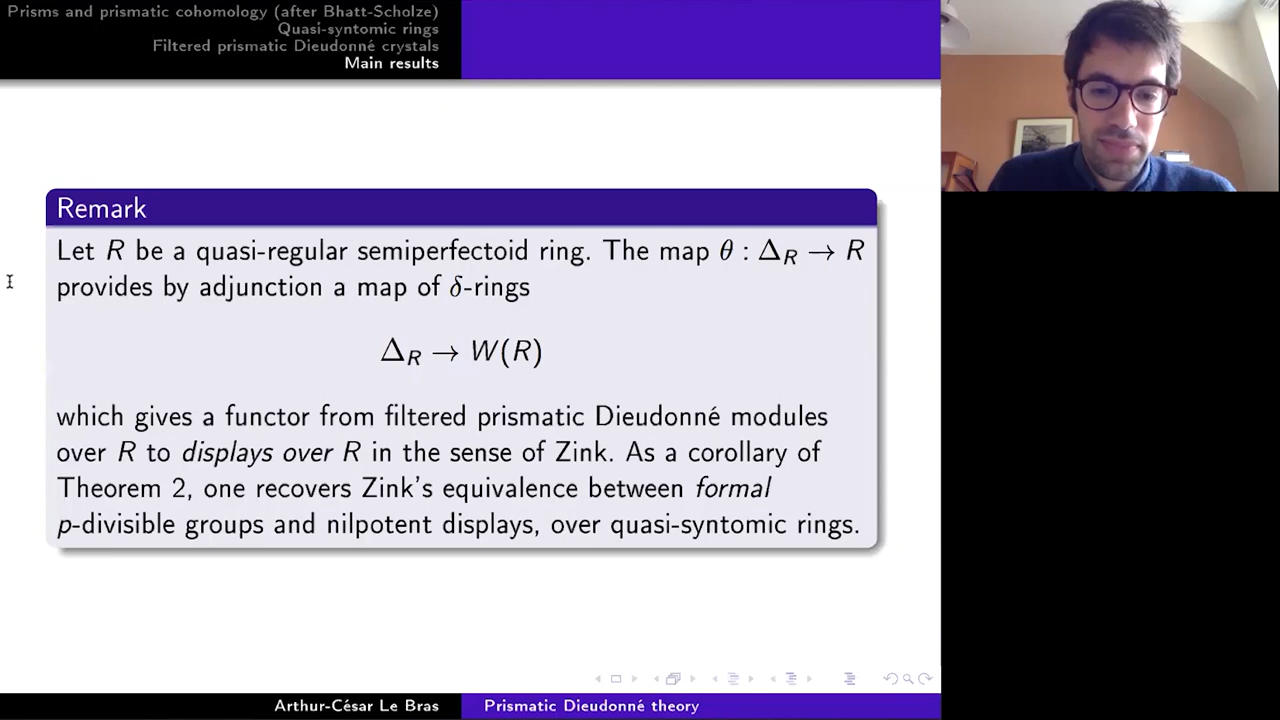 Prisms and prismatic cohomology (after Bhatt-Scholze)
Quasi-syntomic rings
Filtered prismatic Dieudonné crystals
Main results
Remark
Let R be a quasi-regular semiperfectoid ring. The map θ : Δ_R → R
provides by adjunction a map of δ-rings
Δ_R → W(R)
which gives a functor from filtered prismatic Dieudonné modules
over R to displays over R in the sense of Zink. As a corollary of
Theorem 2, one recovers Zink's equivalence between formal
p-divisible groups and nilpotent displays, over quasi-syntomic rings.
Arthur-César Le Bras
Prismatic Dieudonné theory